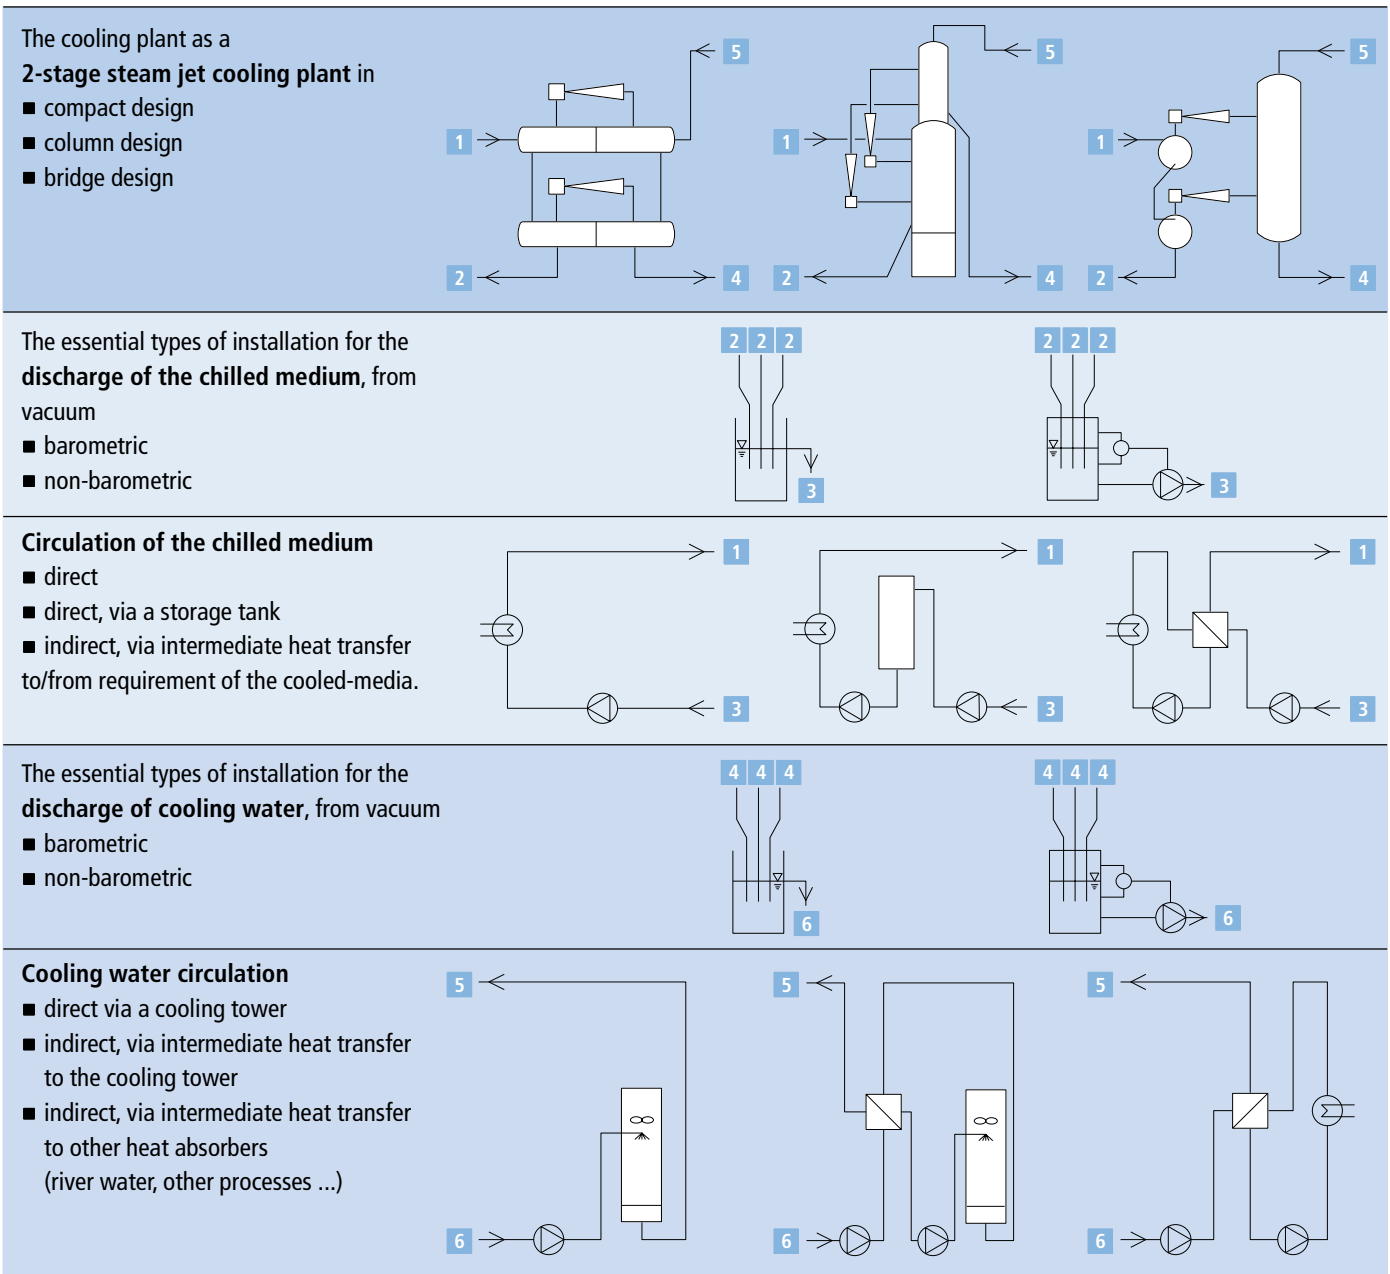 The cooling plant as a
2-stage steam jet cooling plant in
■ compact design
■ column design
■ bridge design
5
5
5
1
1
1
2
4
2
4
2
4
The essential types of installation for the
discharge of the chilled medium, from
vacuum
■ barometric
■ non-barometric
2 2 2
2 2 2
3
3
Circulation of the chilled medium
■ direct
■ direct, via a storage tank
■ indirect, via intermediate heat transfer
to/from requirement of the cooled-media.
1
1
1
3
3
3
The essential types of installation for the
discharge of cooling water, from vacuum
■ barometric
■ non-barometric
4 4 4
4 4 4
6
6
Cooling water circulation
■ direct via a cooling tower
■ indirect, via intermediate heat transfer
to the cooling tower
■ indirect, via intermediate heat transfer
to other heat absorbers
(river water, other processes ...)
5
5
5
6
6
6